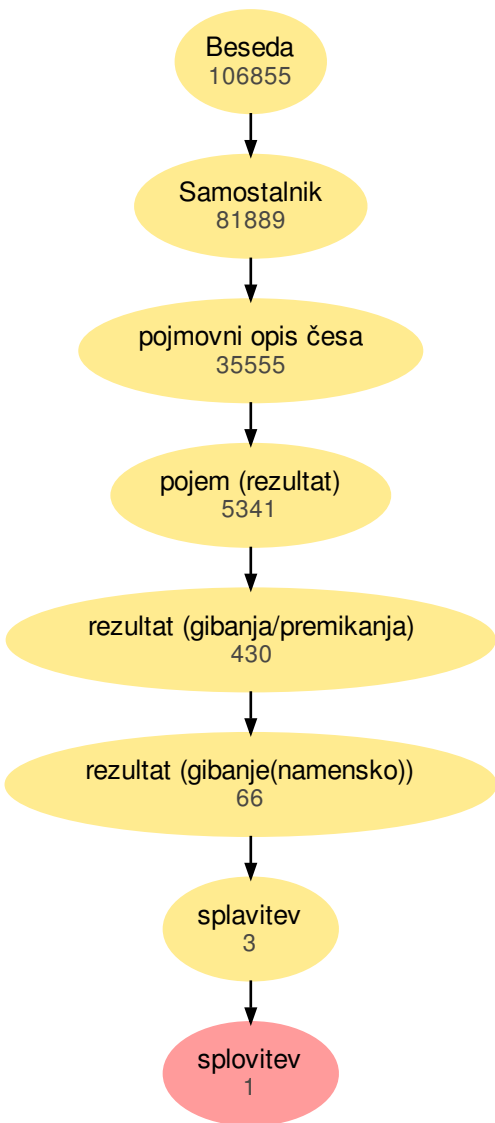 Beseda
106855
Samostalnik
81889
pojmovni opis česa
35555
pojem (rezultat)
5341
rezultat (gibanja/premikanja)
430
rezultat (gibanje(namensko))
66
splavitev
3
splovitev
1